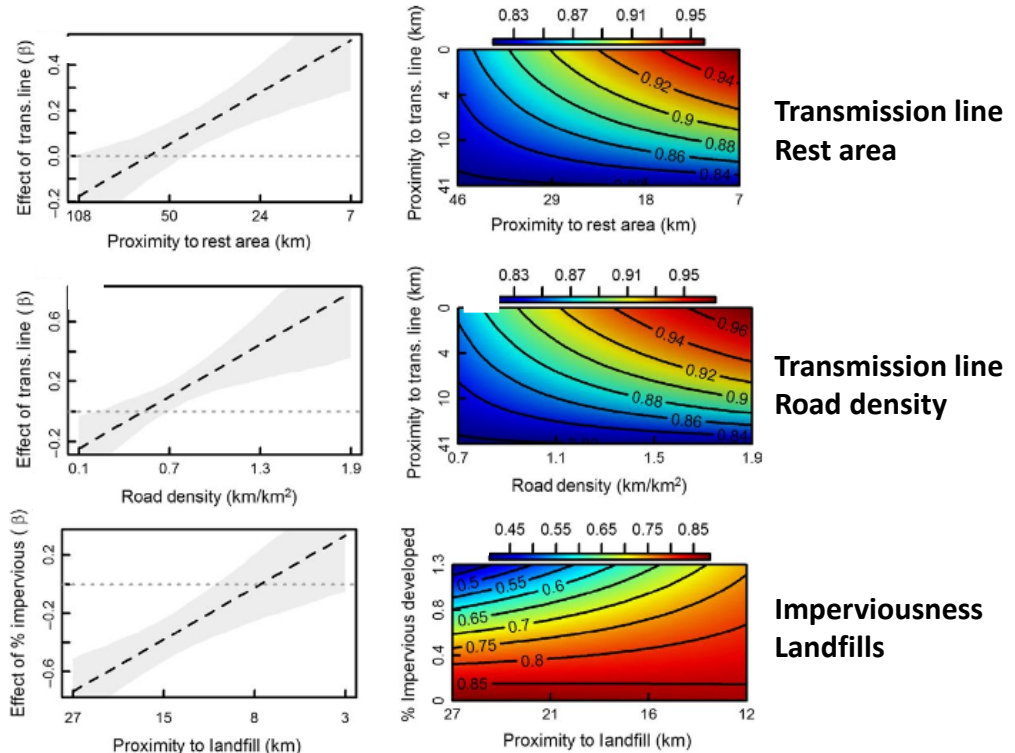 Effect of trans. line (β)
0.4
0.2
0.0
−0.2
108 50 24 7
Proximity to rest area (km)
0.83 0.87 0.91 0.95
Proximity to trans. line (km)
0
4
10
41
0.92
0.94
0.9
0.88
0.86
0.84
46 29 18 7
Proximity to rest area (km)
Transmission line
Rest area
Effect of trans. line (β)
0.6
0.2
−0.2
0.1 0.7 1.3 1.9
Road density (km/km²)
0.83 0.87 0.91 0.95
Proximity to trans. line (km)
0
4
10
41
0.96
0.94
0.92
0.9
0.88
0.86
0.84
0.7 1.1 1.5 1.9
Road density (km/km²)
Transmission line
Road density
Effect of % impervious (β)
0.2
−0.2
−0.6
27 15 8 3
Proximity to landfill (km)
0.45 0.55 0.65 0.75 0.85
% Impervious developed
1.3
0.8
0.4
0
0.5
0.55
0.6
0.65
0.7
0.75
0.8
0.85
27 21 16 12
Proximity to landfill (km)
Imperviousness
Landfills